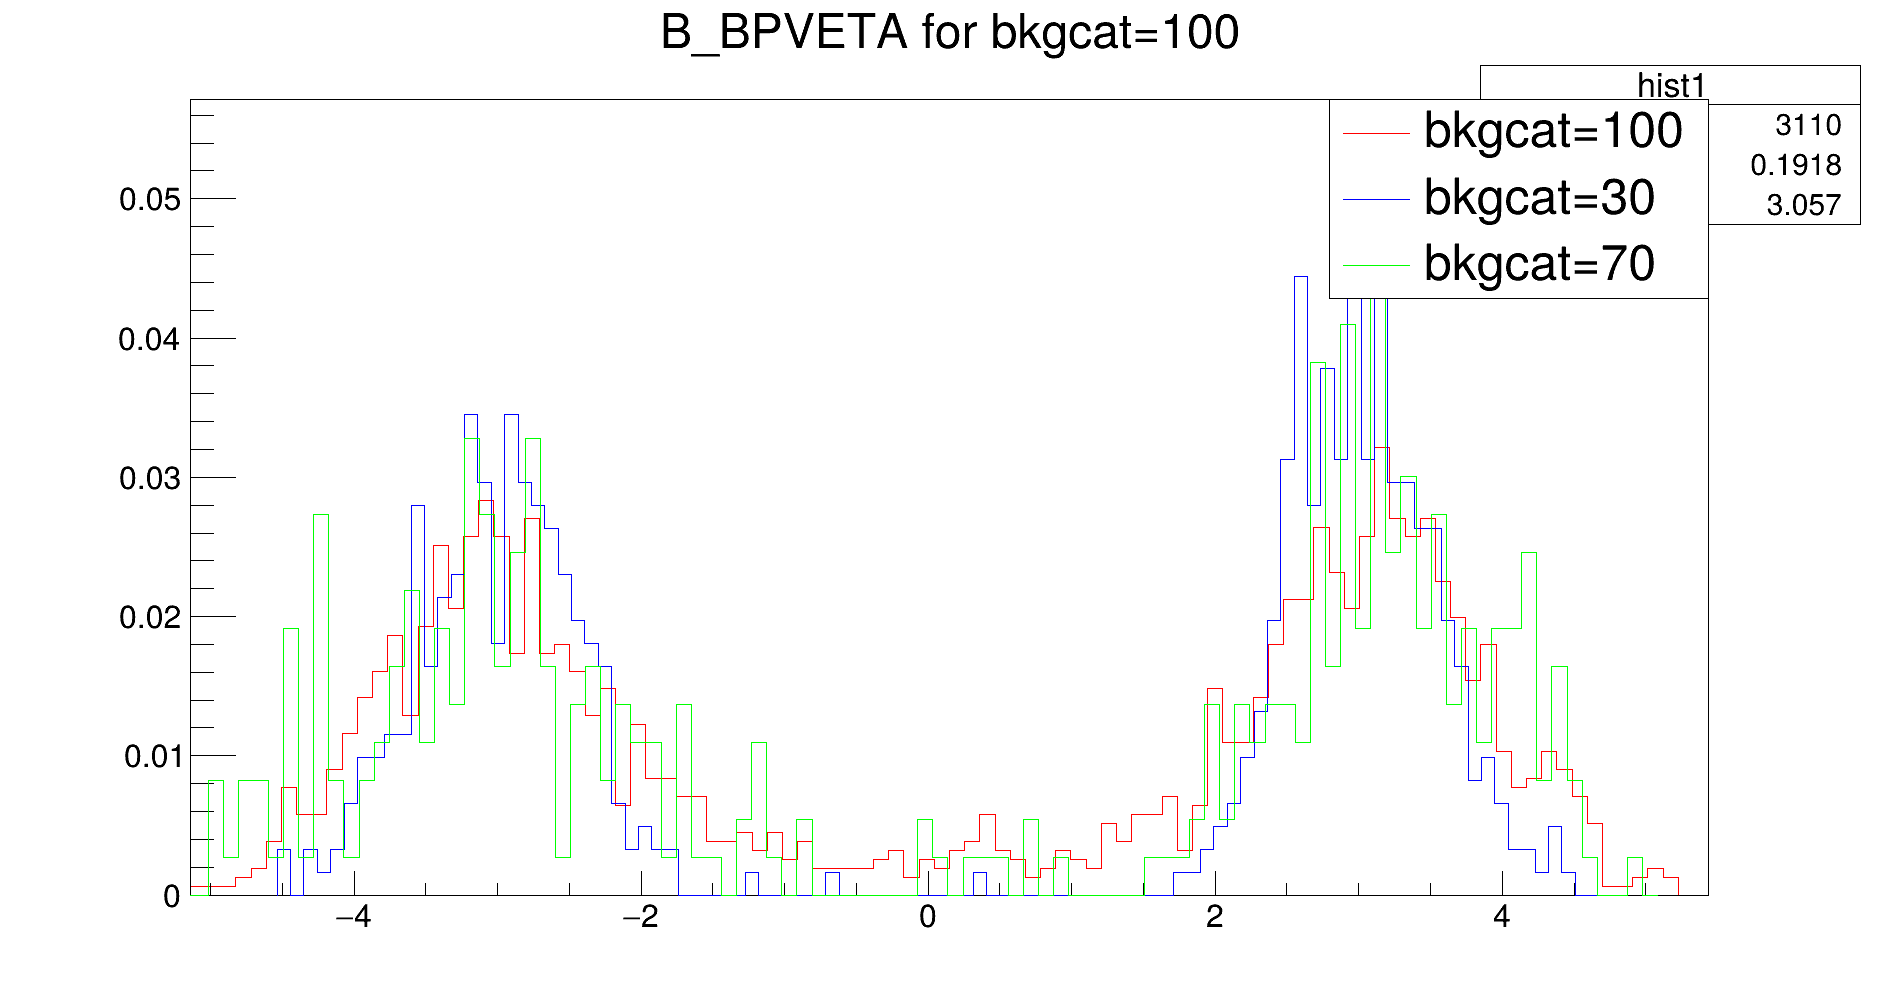 B_BPVETA for bkgcat=100
hist1
3110
0.1918
3.057
bkgcat=100
bkgcat=30
bkgcat=70
0.05
0.04
0.03
0.02
0.01
0
−4 −2 0 2 4